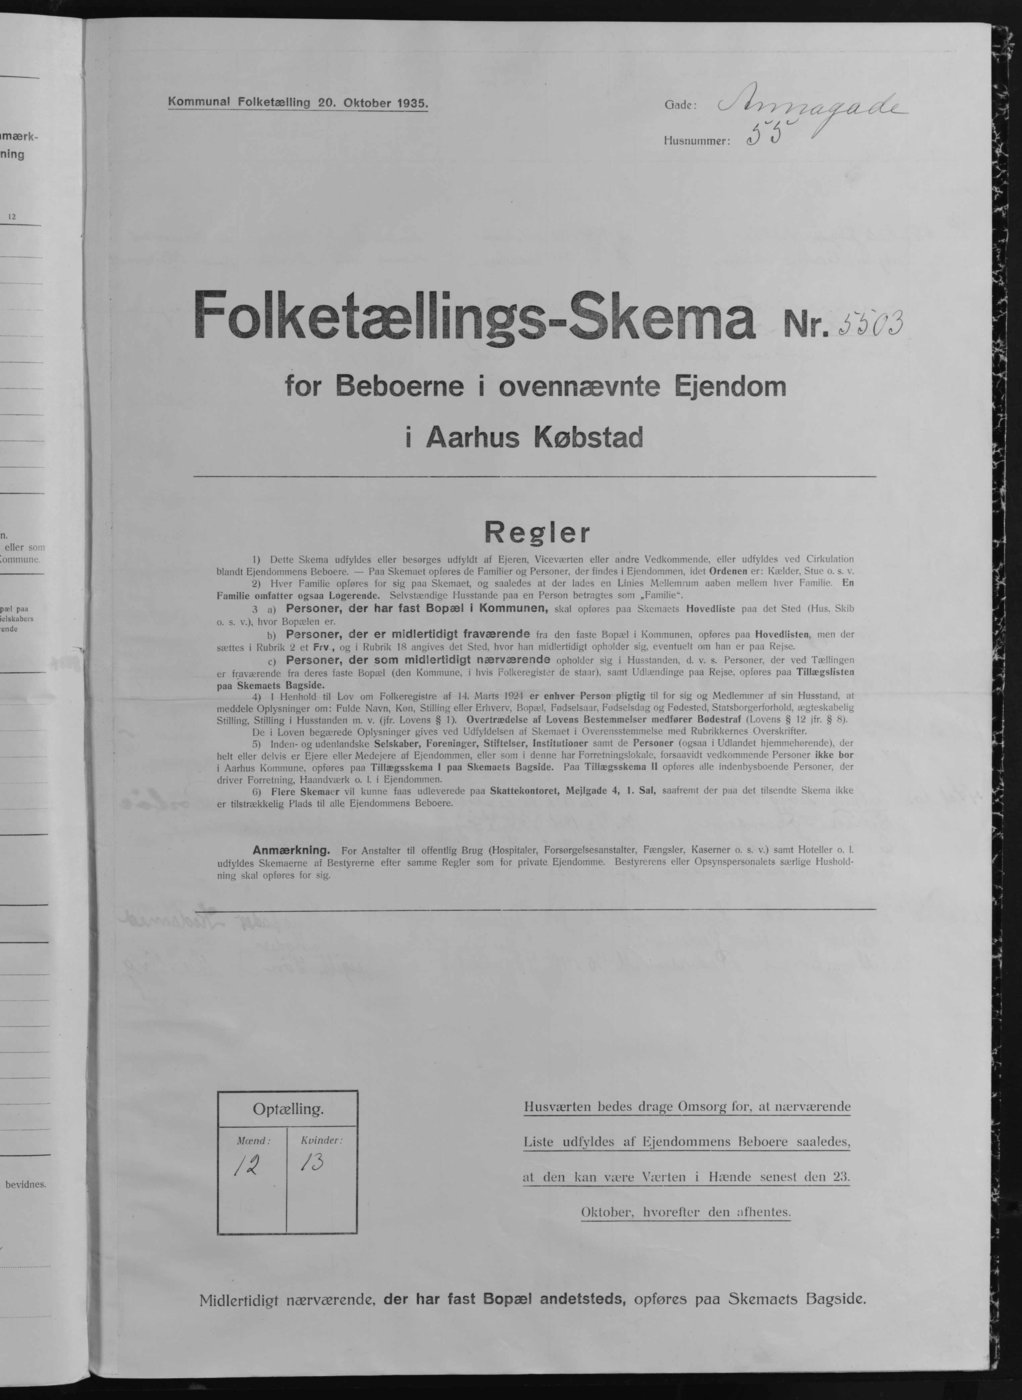 mærk-
ning
12
n.
eller som
Kommune.
pæl paa
elskabers
ende
bevidnes.
Kommunal Folketælling 20. Oktober 1935.
Gade: Annagade
Husnummer: 55
Folketællings-Skema Nr. 5503
for Beboerne i ovennævnte Ejendom
i Aarhus Købstad
Regler
1) Dette Skema udfyldes eller besørges udfyldt af Ejeren, Viceværten eller andre Vedkommende, eller udfyldes ved Cirkulation
blandt Ejendommens Beboere. — Paa Skemaet opføres de Familier og Personer, der findes i Ejendommen, idet Ordenen er: Kælder, Stue o. s. v.
2) Hver Familie opføres for sig paa Skemaet, og saaledes at der lades en Linies Mellemrum aaben mellem hver Familie. En
Familie omfatter ogsaa Logerende. Selvstændige Husstande paa en Person betragtes som „Familie“.
3 a) Personer, der har fast Bopæl i Kommunen, skal opføres paa Skemaets Hovedliste paa det Sted (Hus, Skib
o. s. v.), hvor Bopælen er.
b) Personer, der er midlertidigt fraværende fra den faste Bopæl i Kommunen, opføres paa Hovedlisten, men der
sættes i Rubrik 2 et Frv., og i Rubrik 18 angives det Sted, hvor han midlertidigt opholder sig, eventuelt om han er paa Rejse.
c) Personer, der som midlertidigt nærværende opholder sig i Husstanden, d. v. s. Personer, der ved Tællingen
er fraværende fra deres faste Bopæl (den Kommune, i hvis Folkeregister de staar), samt Udlændinge paa Rejse, opføres paa Tillægslisten
paa Skemaets Bagside.
4) I Henhold til Lov om Folkeregistre af 14. Marts 1924 er enhver Person pligtig til for sig og Medlemmer af sin Husstand, at
meddele Oplysninger om: Fulde Navn, Køn, Stilling eller Erhverv, Bopæl, Fødselsaar, Fødselsdag og Fødested, Statsborgerforhold, ægteskabelig
Stilling, Stilling i Husstanden m. v. (jfr. Lovens § 1). Overtrædelse af Lovens Bestemmelser medfører Bødestraf (Lovens § 12 jfr. § 8).
De i Loven begærede Oplysninger gives ved Udfyldelsen af Skemaet i Overensstemmelse med Rubrikkernes Overskrifter.
5) Inden- og udenlandske Selskaber, Foreninger, Stiftelser, Institutioner samt de Personer (ogsaa i Udlandet hjemmehørende), der
helt eller delvis er Ejere eller Medejere af Ejendommen, eller som i denne har Forretningslokale, forsaavidt vedkommende Personer ikke bor
i Aarhus Kommune, opføres paa Tillægsskema I paa Skemaets Bagside. Paa Tillægsskema II opføres alle indenbysboende Personer, der
driver Forretning, Haandværk o. l. i Ejendommen.
6) Flere Skemaer vil kunne faas udleverede paa Skattekontoret, Mejlgade 4, 1. Sal, saafremt der paa det tilsendte Skema ikke
er tilstrækkelig Plads til alle Ejendommens Beboere.
Anmærkning. For Anstalter til offentlig Brug (Hospitaler, Forsørgelsesanstalter, Fængsler, Kaserner o. s. v.) samt Hoteller o. l.
udfyldes Skemaerne af Bestyrerne efter samme Regler som for private Ejendomme. Bestyrerens eller Opsynspersonalets særlige Hushold-
ning skal opføres for sig.
Optælling.
Mænd: Kvinder:
12 13
Husværten bedes drage Omsorg for, at nærværende
Liste udfyldes af Ejendommens Beboere saaledes,
at den kan være Værten i Hænde senest den 23.
Oktober, hvorefter den afhentes.
Midlertidigt nærværende, der har fast Bopæl andetsteds, opføres paa Skemaets Bagside.